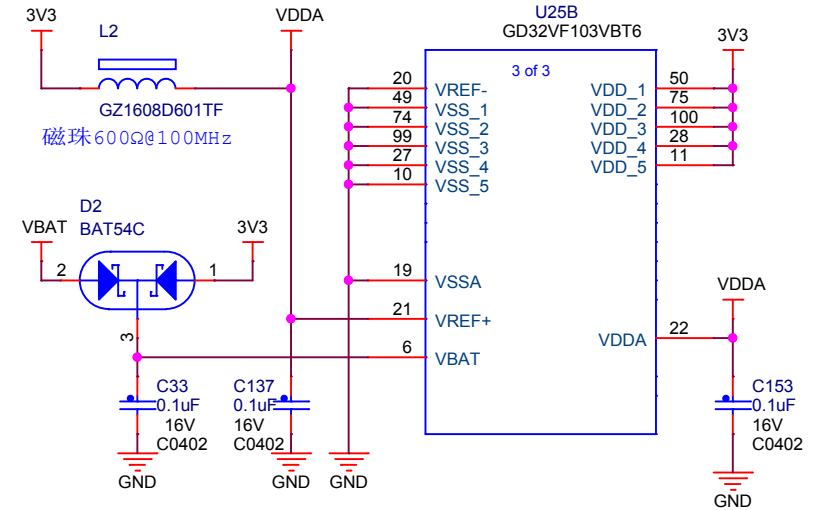 3V3
L2
VDDA
GZ1608D601TF
磁珠600Ω@100MHz
D2
BAT54C
VBAT
3V3
2
1
3
C33
0.1uF
16V
C0402
GND
C137
0.1uF
16V
C0402
GND
GND
U25B
GD32VF103VBT6
3 of 3
20
VREF-
49
VSS_1
74
VSS_2
99
VSS_3
27
VSS_4
10
VSS_5
19
VSSA
21
VREF+
6
VBAT
3V3
VDD_1
50
VDD_2
75
VDD_3
100
VDD_4
28
VDD_5
11
VDDA
VDDA
22
C153
0.1uF
16V
C0402
GND